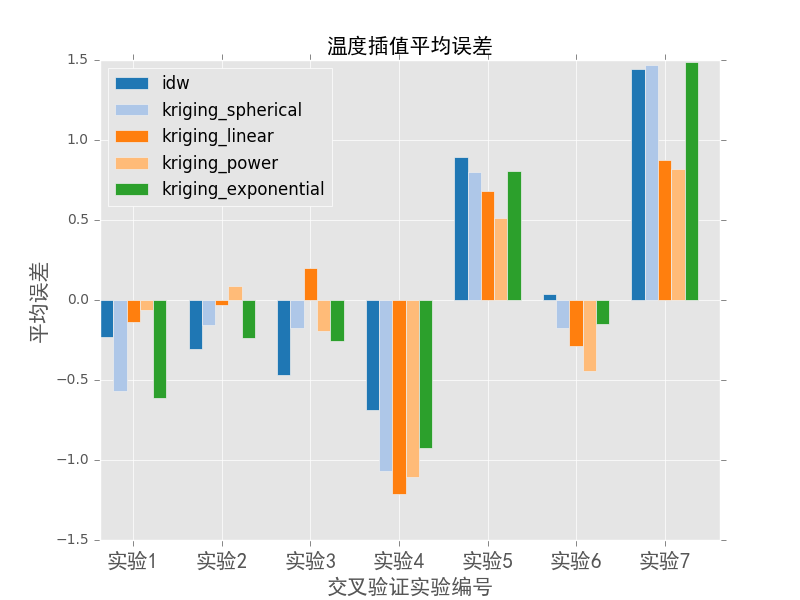 温度插值平均误差
idw
kriging_spherical
kriging_linear
kriging_power
kriging_exponential
1.5
1.0
0.5
0.0
−0.5
−1.0
−1.5
平均误差
实验1 实验2 实验3 实验4 实验5 实验6 实验7
交叉验证实验编号